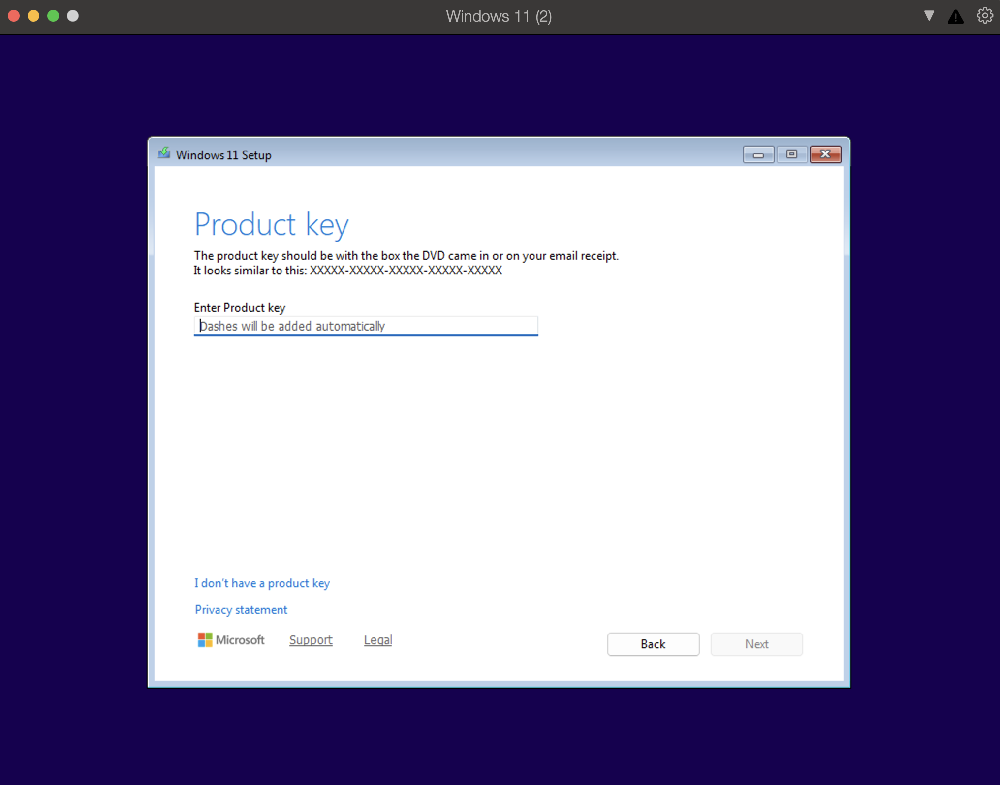 Windows 11 (2)
Windows 11 Setup
Product key
The product key should be with the box the DVD came in or on your email receipt.
It looks similar to this: XXXXX-XXXXX-XXXXX-XXXXX-XXXXX
Enter Product key
Dashes will be added automatically
I don't have a product key
Privacy statement
Microsoft Support Legal
Back Next